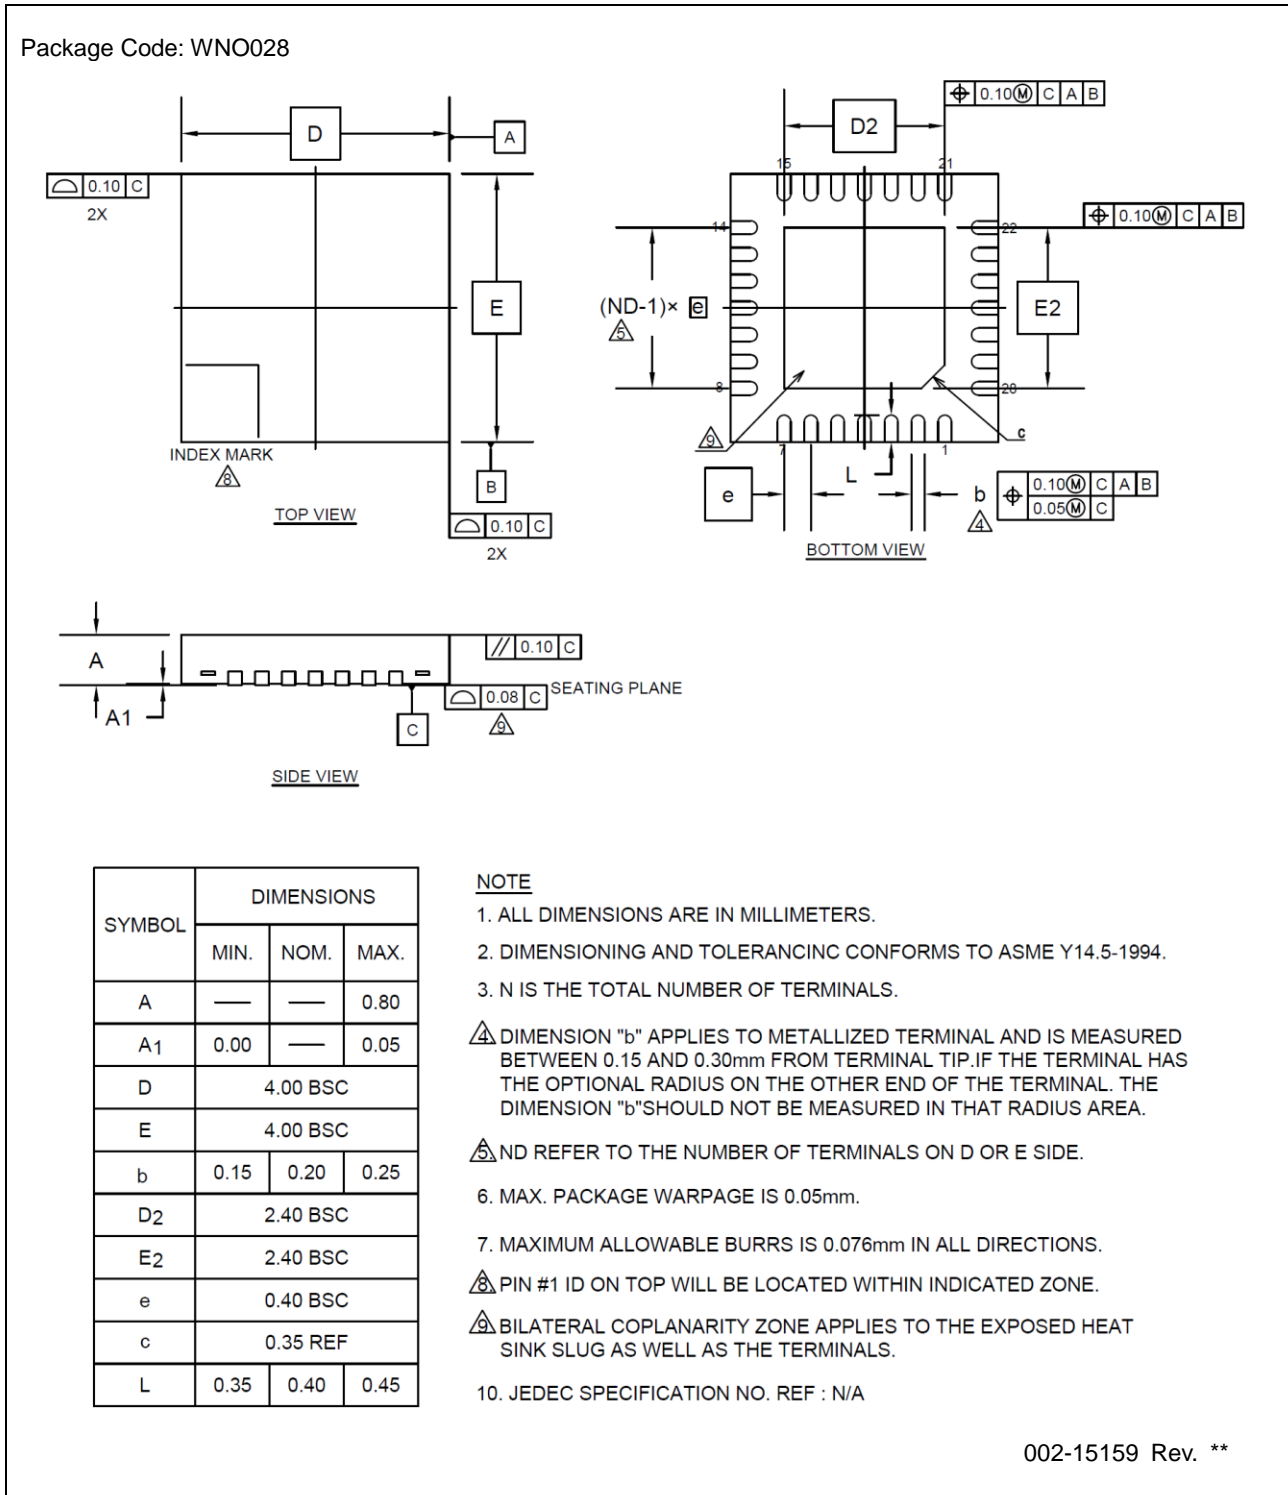 Package Code: WNO028
0.10 M C A B
D
A
D2
15
21
0.10 C
2X
0.10 M C A B
14
22
E
(ND-1)× e
5
E2
8
28
INDEX MARK
8
9
7
1
c
L
B
e
b
4
0.10 M C A B
0.05 M C
TOP VIEW
0.10 C
2X
BOTTOM VIEW
A
// 0.10 C
A1
0.08 C
SEATING PLANE
9
C
SIDE VIEW
SYMBOL
DIMENSIONS
MIN. NOM. MAX.
A — — 0.80
A1 0.00 — 0.05
D 4.00 BSC
E 4.00 BSC
b 0.15 0.20 0.25
D2 2.40 BSC
E2 2.40 BSC
e 0.40 BSC
c 0.35 REF
L 0.35 0.40 0.45
NOTE
1. ALL DIMENSIONS ARE IN MILLIMETERS.
2. DIMENSIONING AND TOLERANCINC CONFORMS TO ASME Y14.5-1994.
3. N IS THE TOTAL NUMBER OF TERMINALS.
4. DIMENSION "b" APPLIES TO METALLIZED TERMINAL AND IS MEASURED
BETWEEN 0.15 AND 0.30mm FROM TERMINAL TIP.IF THE TERMINAL HAS
THE OPTIONAL RADIUS ON THE OTHER END OF THE TERMINAL. THE
DIMENSION "b"SHOULD NOT BE MEASURED IN THAT RADIUS AREA.
5. ND REFER TO THE NUMBER OF TERMINALS ON D OR E SIDE.
6. MAX. PACKAGE WARPAGE IS 0.05mm.
7. MAXIMUM ALLOWABLE BURRS IS 0.076mm IN ALL DIRECTIONS.
8. PIN #1 ID ON TOP WILL BE LOCATED WITHIN INDICATED ZONE.
9. BILATERAL COPLANARITY ZONE APPLIES TO THE EXPOSED HEAT
SINK SLUG AS WELL AS THE TERMINALS.
10. JEDEC SPECIFICATION NO. REF : N/A
002-15159 Rev. **